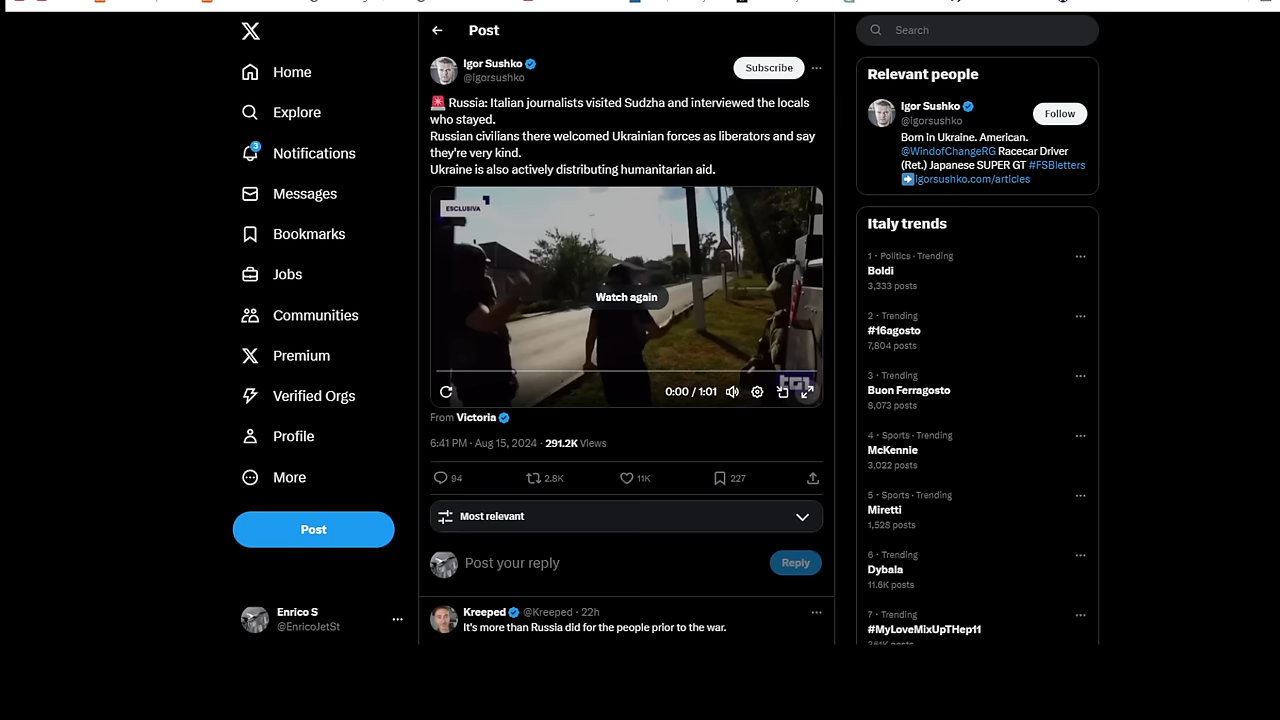 Home
Explore
3
Notifications
Messages
Bookmarks
Jobs
Communities
Premium
Verified Orgs
Profile
More
Post
Enrico S
@EnricoJetSt
Post
Igor Sushko
@igorsushko
Subscribe
Russia: Italian journalists visited Sudzha and interviewed the locals
who stayed.
Russian civilians there welcomed Ukrainian forces as liberators and say
they're very kind.
Ukraine is also actively distributing humanitarian aid.
ESCLUSIVA
Watch again
0:00 / 1:01
tg1
From Victoria
6:41 PM · Aug 15, 2024 · 291.2K Views
94 2.8K 11K 227
Most relevant
Post your reply
Reply
Kreeped @Kreeped · 22h
It's more than Russia did for the people prior to the war.
Search
Relevant people
Igor Sushko
@igorsushko
Follow
Born in Ukraine. American.
@WindofChangeRG Racecar Driver
(Ret.) Japanese SUPER GT #FSBletters
igorsushko.com/articles
Italy trends
1 · Politics · Trending
Boldi
3,333 posts
2 · Trending
#16agosto
7,804 posts
3 · Trending
Buon Ferragosto
8,073 posts
4 · Sports · Trending
McKennie
3,022 posts
5 · Sports · Trending
Miretti
1,528 posts
6 · Trending
Dybala
11.6K posts
7 · Trending
#MyLoveMixUpTHep11